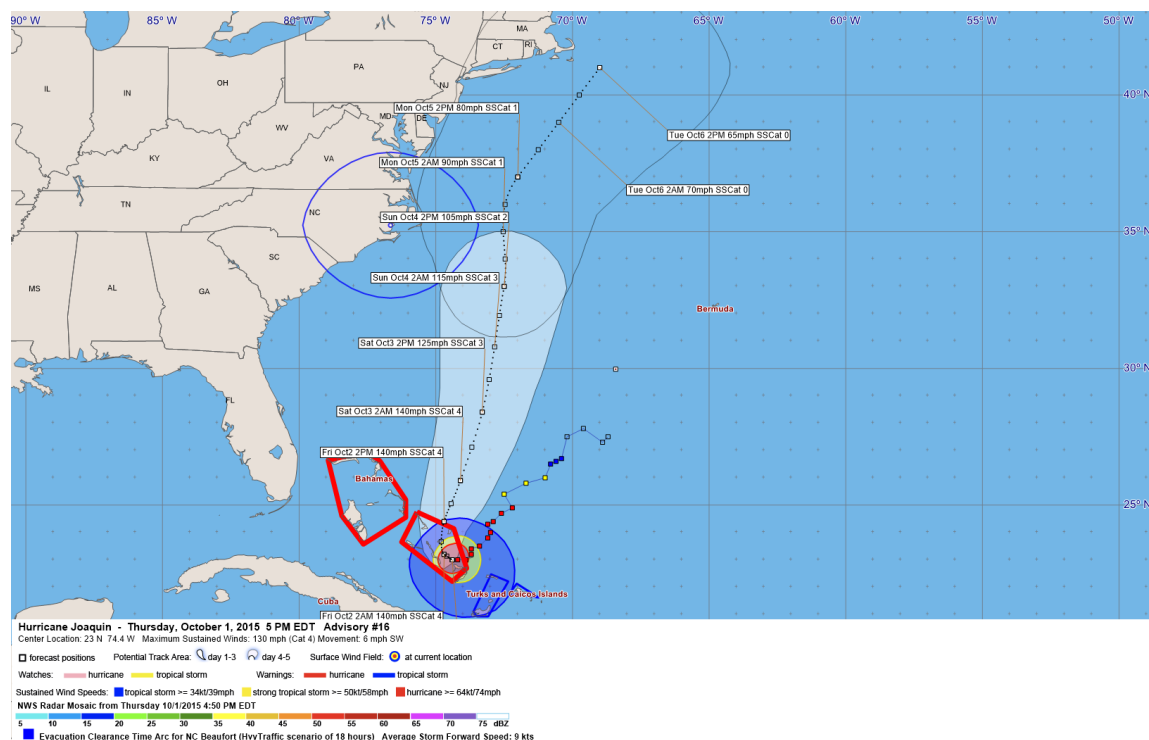 90° W 85° W 80° W 75° W 70° W 65° W 60° W 55° W 50° W
MA
CT RI
PA
IL IN OH NJ
40° N
Mon Oct5 2PM 80mph SSCat 1
MD DE
WV
Tue Oct6 2PM 65mph SSCat 0
KY VA
Mon Oct5 2AM 90mph SSCat 1
Tue Oct6 2AM 70mph SSCat 0
TN NC
Sun Oct4 2PM 105mph SSCat 2
35° N
SC
Sun Oct4 2AM 115mph SSCat 3
MS AL GA
Bermuda
Sat Oct3 2PM 125mph SSCat 3
30° N
FL
Sat Oct3 2AM 140mph SSCat 4
Fri Oct2 2PM 140mph SSCat 4
Bahamas
25° N
Turks and Caicos Islands
Cuba
Fri Oct2 2AM 140mph SSCat 4
Hurricane Joaquin - Thursday, October 1, 2015 5 PM EDT Advisory #16
Center Location: 23 N 74.4 W Maximum Sustained Winds: 130 mph (Cat 4) Movement: 6 mph SW
forecast positions Potential Track Area: day 1-3 day 4-5 Surface Wind Field: at current location
Watches: hurricane tropical storm Warnings: hurricane tropical storm
Sustained Wind Speeds: tropical storm >= 34kt/39mph strong tropical storm >= 50kt/58mph hurricane >= 64kt/74mph
NWS Radar Mosaic from Thursday 10/1/2015 4:50 PM EDT
5 10 15 20 25 30 35 40 45 50 55 60 65 70 75 dBZ
Evacuation Clearance Time Arc for NC Beaufort (HvyTraffic scenario of 18 hours) Average Storm Forward Speed: 9 kts